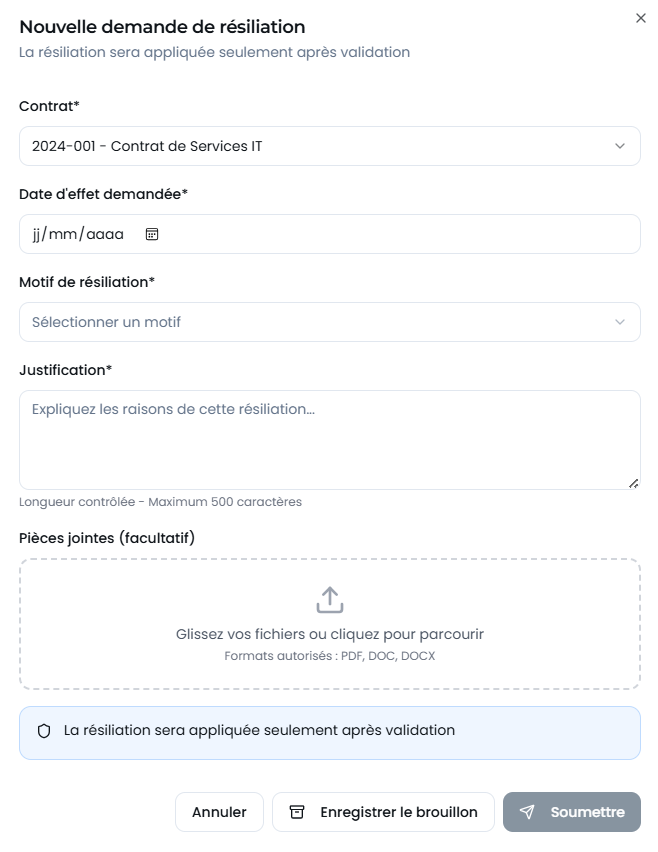 Nouvelle demande de résiliation
La résiliation sera appliquée seulement après validation
Contrat*
2024-001 - Contrat de Services IT
Date d'effet demandée*
jj/mm/aaaa
Motif de résiliation*
Sélectionner un motif
Justification*
Expliquez les raisons de cette résiliation...
Longueur contrôlée - Maximum 500 caractères
Pièces jointes (facultatif)
Glissez vos fichiers ou cliquez pour parcourir
Formats autorisés : PDF, DOC, DOCX
La résiliation sera appliquée seulement après validation
Annuler
Enregistrer le brouillon
Soumettre